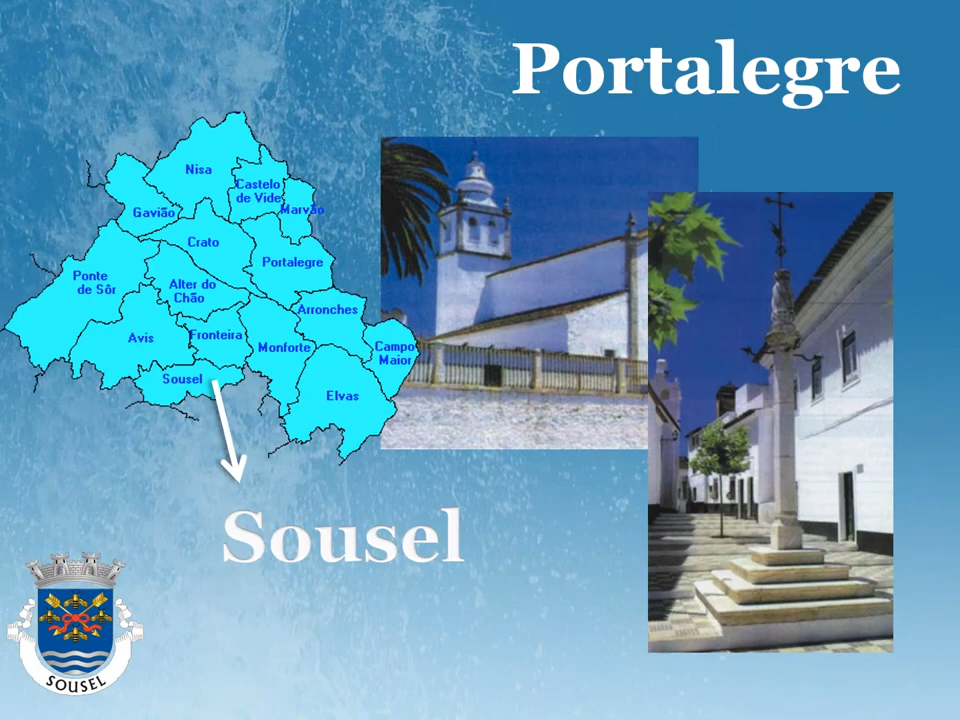 Portalegre
Nisa
Castelo
de Vide
Marvão
Gavião
Crato
Portalegre
Ponte
de Sôr
Alter do
Chão
Arronches
Avis
Fronteira
Monforte
Campo
Maior
Sousel
Elvas
Sousel
SOUSEL